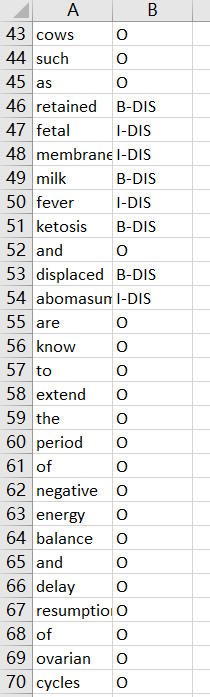 A B
43 cows O
44 such O
45 as O
46 retained B-DIS
47 fetal I-DIS
48 membrane I-DIS
49 milk B-DIS
50 fever I-DIS
51 ketosis B-DIS
52 and O
53 displaced B-DIS
54 abomasum I-DIS
55 are O
56 know O
57 to O
58 extend O
59 the O
60 period O
61 of O
62 negative O
63 energy O
64 balance O
65 and O
66 delay O
67 resumption O
68 of O
69 ovarian O
70 cycles O